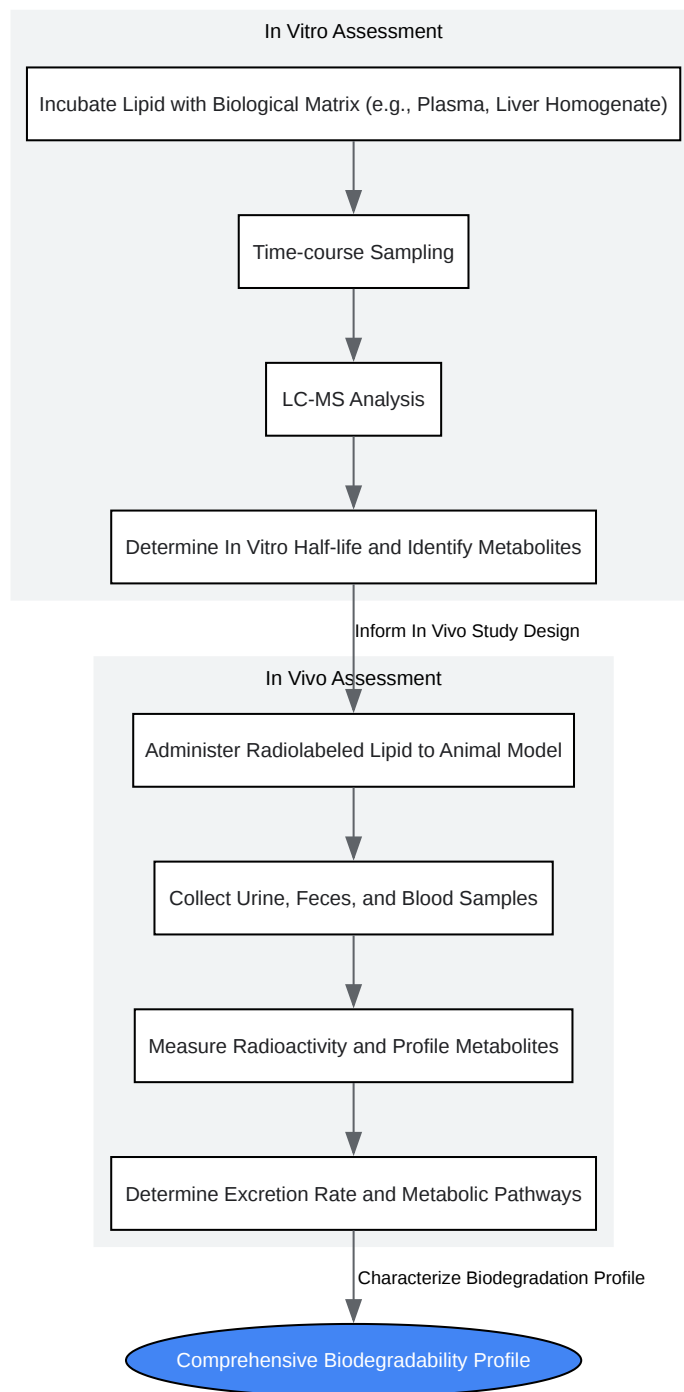 In Vitro Assessment
Incubate Lipid with Biological Matrix (e.g., Plasma, Liver Homogenate)
Time-course Sampling
LC-MS Analysis
Determine In Vitro Half-life and Identify Metabolites
Inform In Vivo Study Design
In Vivo Assessment
Administer Radiolabeled Lipid to Animal Model
Collect Urine, Feces, and Blood Samples
Measure Radioactivity and Profile Metabolites
Determine Excretion Rate and Metabolic Pathways
Characterize Biodegradation Profile
Comprehensive Biodegradability Profile